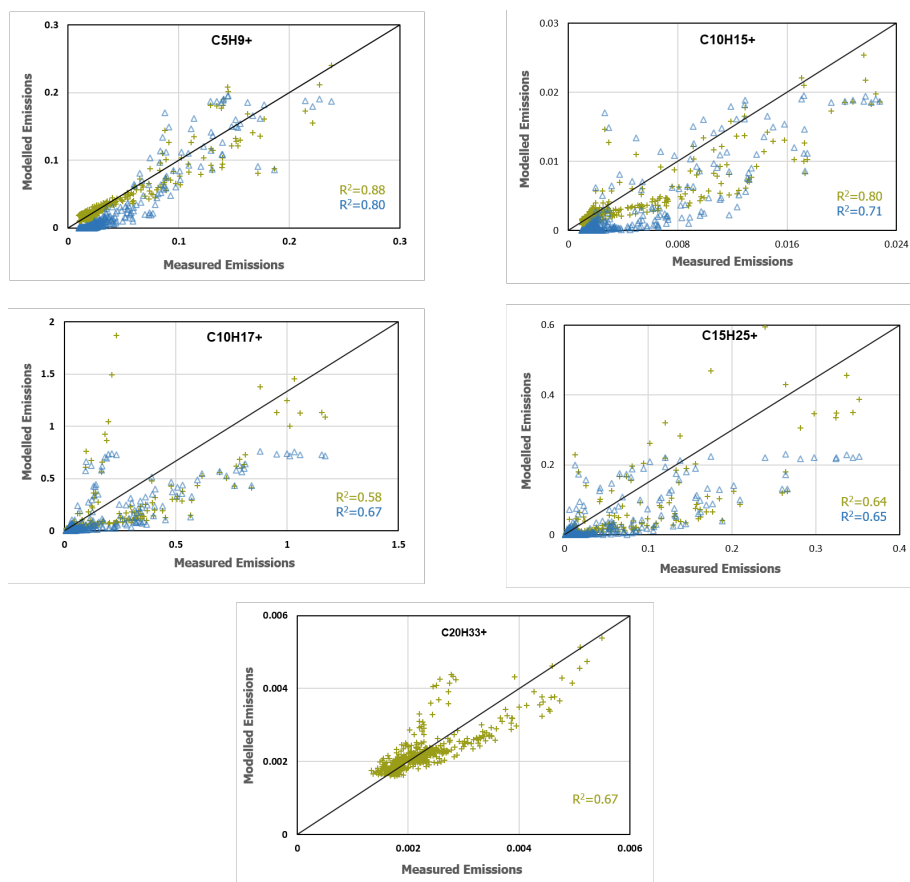 C5H9+
Modelled Emissions
0.3
0.2
0.1
0
0
0.1
0.2
0.3
R²=0.88
R²=0.80
Measured Emissions
C10H15+
Modelled Emissions
0.03
0.02
0.01
0
0
0.008
0.016
0.024
R²=0.80
R²=0.71
Measured Emissions
C10H17+
Modelled Emissions
2
1.5
1
0.5
0
0
0.5
1
1.5
R²=0.58
R²=0.67
Measured Emissions
C15H25+
Modelled Emissions
0.6
0.4
0.2
0
0
0.1
0.2
0.3
0.4
R²=0.64
R²=0.65
Measured Emissions
C20H33+
Modelled Emissions
0.006
0.004
0.002
0
0
0.002
0.004
0.006
R²=0.67
Measured Emissions